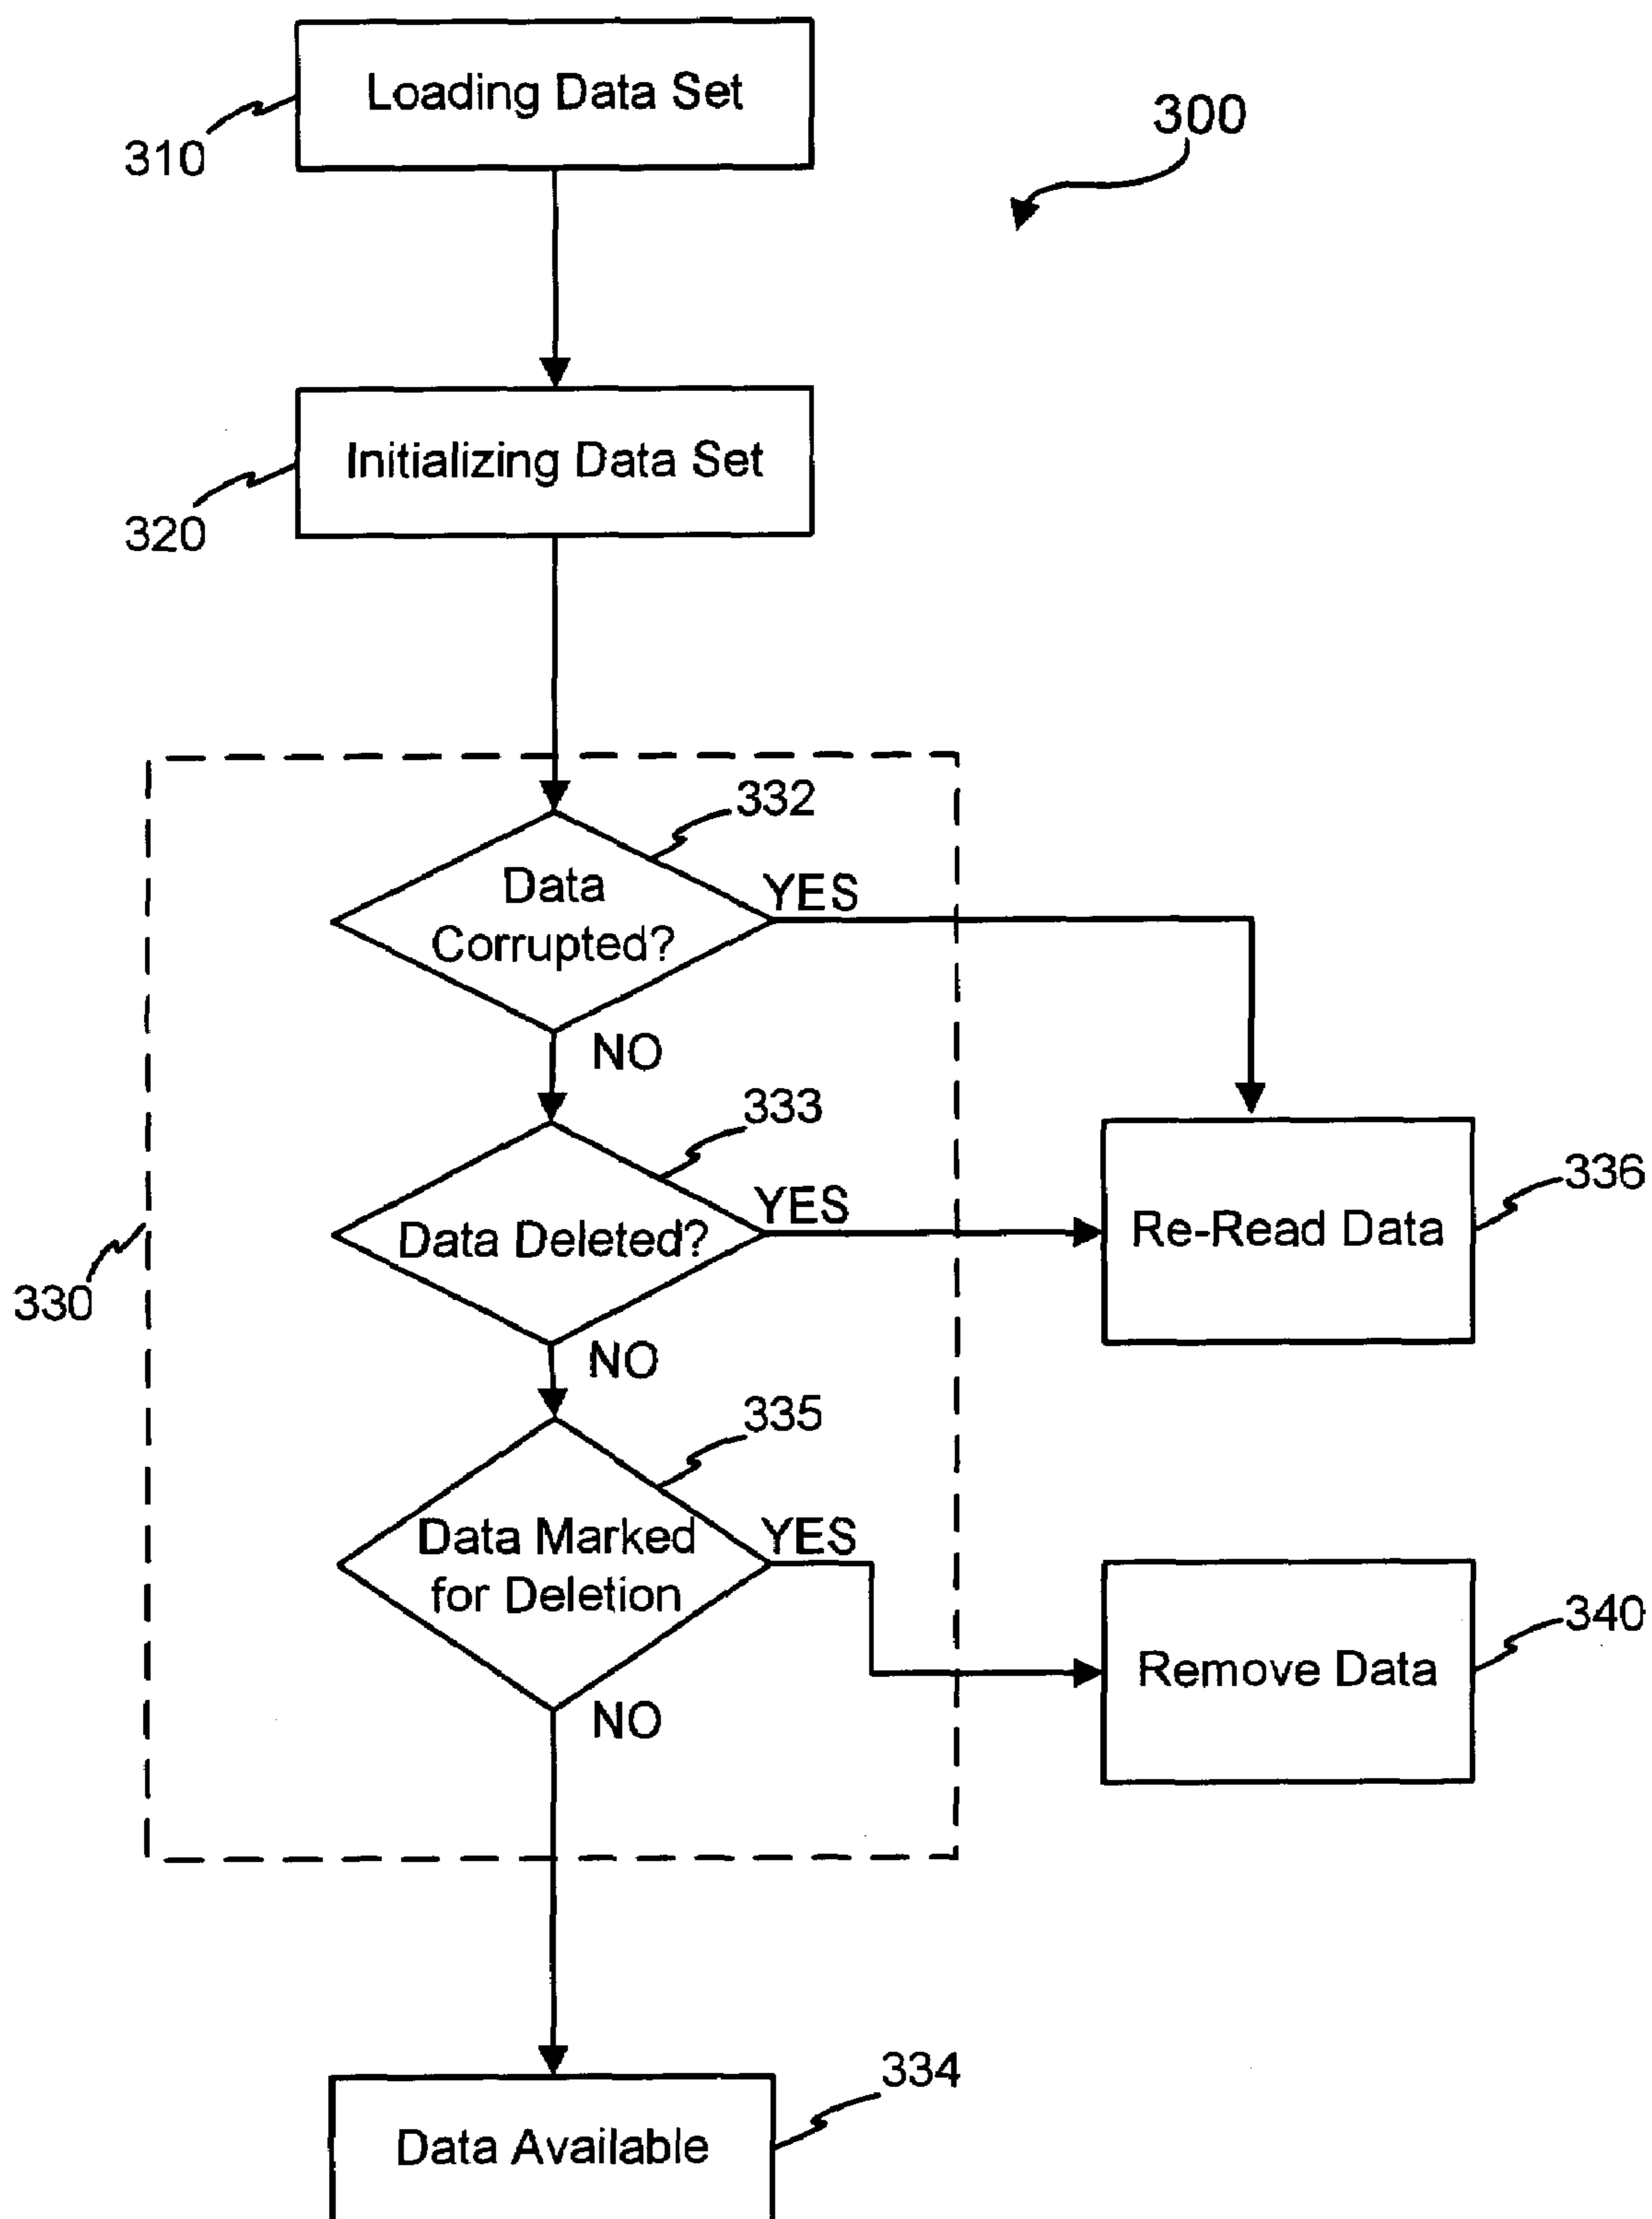 Loading Data Set
310
300
Initializing Data Set
320
332
Data
Corrupted?
YES
NO
333
Data Deleted?
YES
NO
330
Re-Read Data
336
335
Data Marked
for Deletion
YES
NO
Remove Data
340
334
Data Available